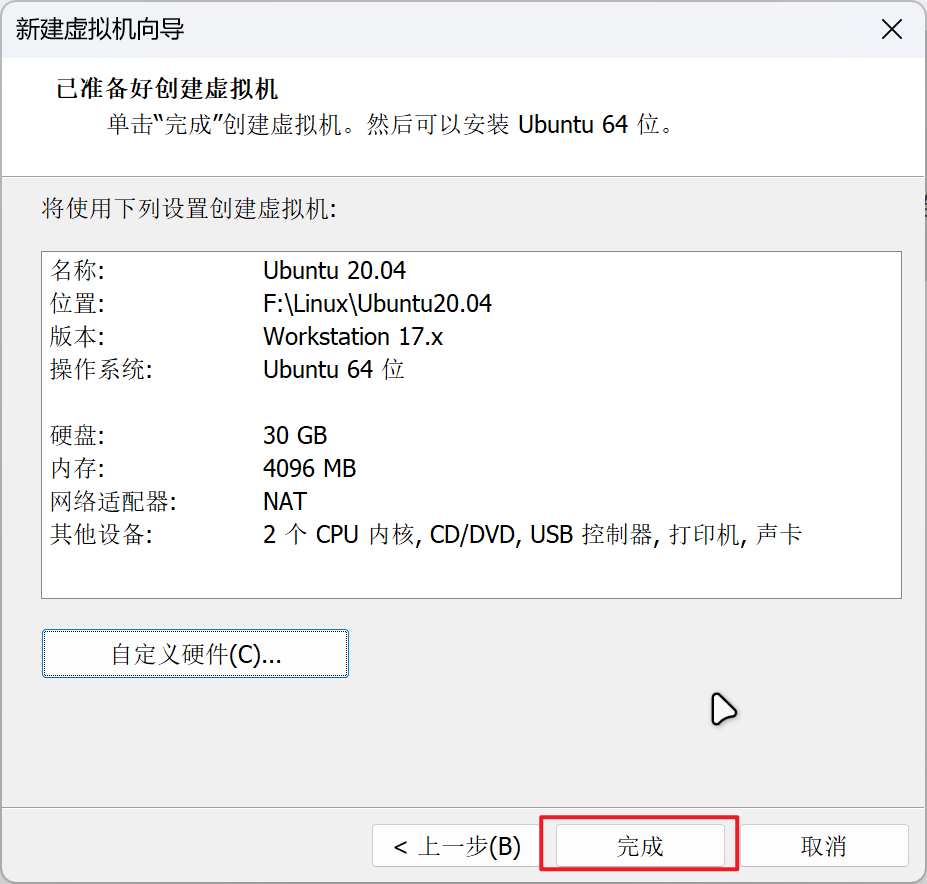 新建虚拟机向导
已准备好创建虚拟机
单击“完成”创建虚拟机。然后可以安装 Ubuntu 64 位。
将使用下列设置创建虚拟机:
名称: Ubuntu 20.04
位置: F:\Linux\Ubuntu20.04
版本: Workstation 17.x
操作系统: Ubuntu 64 位
硬盘: 30 GB
内存: 4096 MB
网络适配器: NAT
其他设备: 2 个 CPU 内核, CD/DVD, USB 控制器, 打印机, 声卡
自定义硬件(C)...
< 上一步(B) 完成 取消